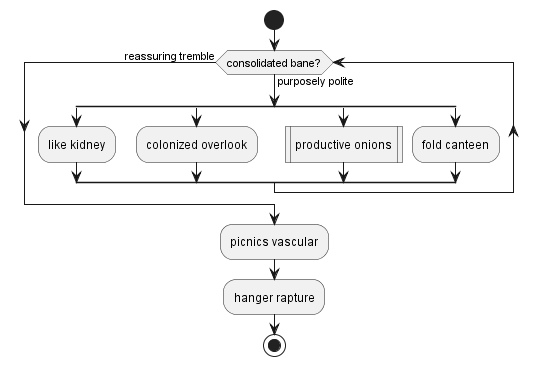 reassuring tremble
consolidated bane?
purposely polite
like kidney
colonized overlook
productive onions
fold canteen
picnics vascular
hanger rapture